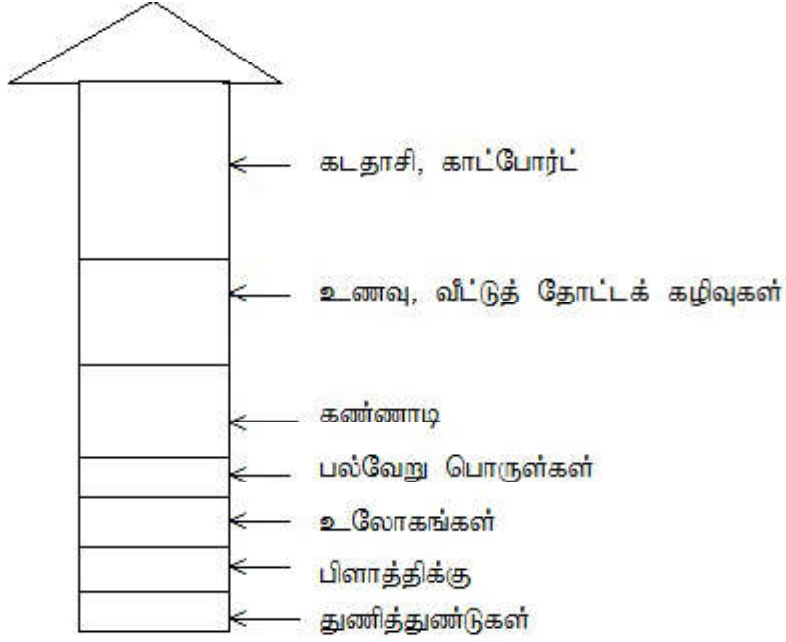 கடதாசி, காட்போர்ட்
உணவு, வீட்டுத் தோட்டக் கழிவுகள்
கண்ணாடி
பல்வேறு பொருள்கள்
உலோகங்கள்
பிளாத்திக்கு
துணித்துண்டுகள்